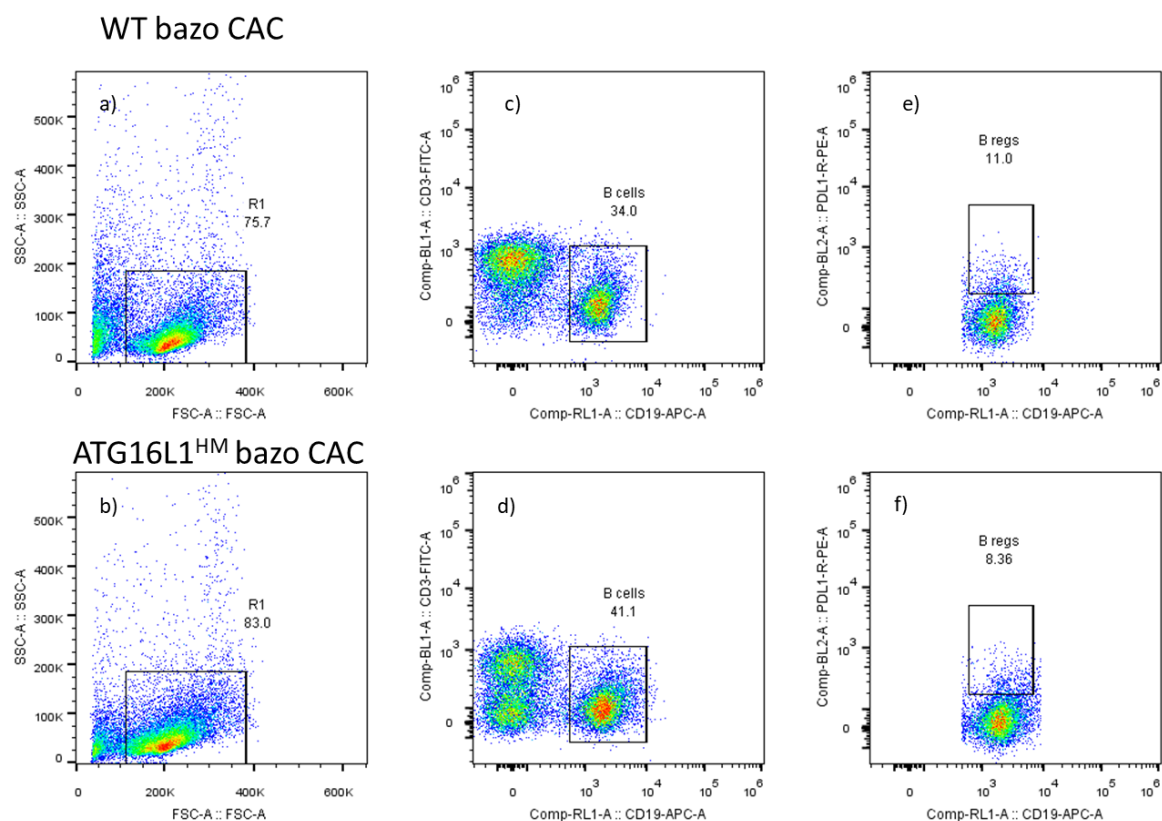 WT bazo CAC
a)
R1
75.7
SSC-A :: SSC-A
500K
400K
300K
200K
100K
0
0
200K
400K
600K
FSC-A :: FSC-A
c)
B cells
34.0
Comp-BL1-A :: CD3-FITC-A
10^6
10^5
10^4
10^3
0
0
10^3
10^4
10^5
10^6
Comp-RL1-A :: CD19-APC-A
e)
B regs
11.0
Comp-BL2-A :: PDL1-R-PE-A
10^6
10^5
10^4
10^3
0
0
10^3
10^4
10^5
10^6
Comp-RL1-A :: CD19-APC-A
ATG16L1^HM bazo CAC
b)
R1
83.0
SSC-A :: SSC-A
500K
400K
300K
200K
100K
0
0
200K
400K
600K
FSC-A :: FSC-A
d)
B cells
41.1
Comp-BL1-A :: CD3-FITC-A
10^6
10^5
10^4
10^3
0
0
10^3
10^4
10^5
10^6
Comp-RL1-A :: CD19-APC-A
f)
B regs
8.36
Comp-BL2-A :: PDL1-R-PE-A
10^6
10^5
10^4
10^3
0
0
10^3
10^4
10^5
10^6
Comp-RL1-A :: CD19-APC-A